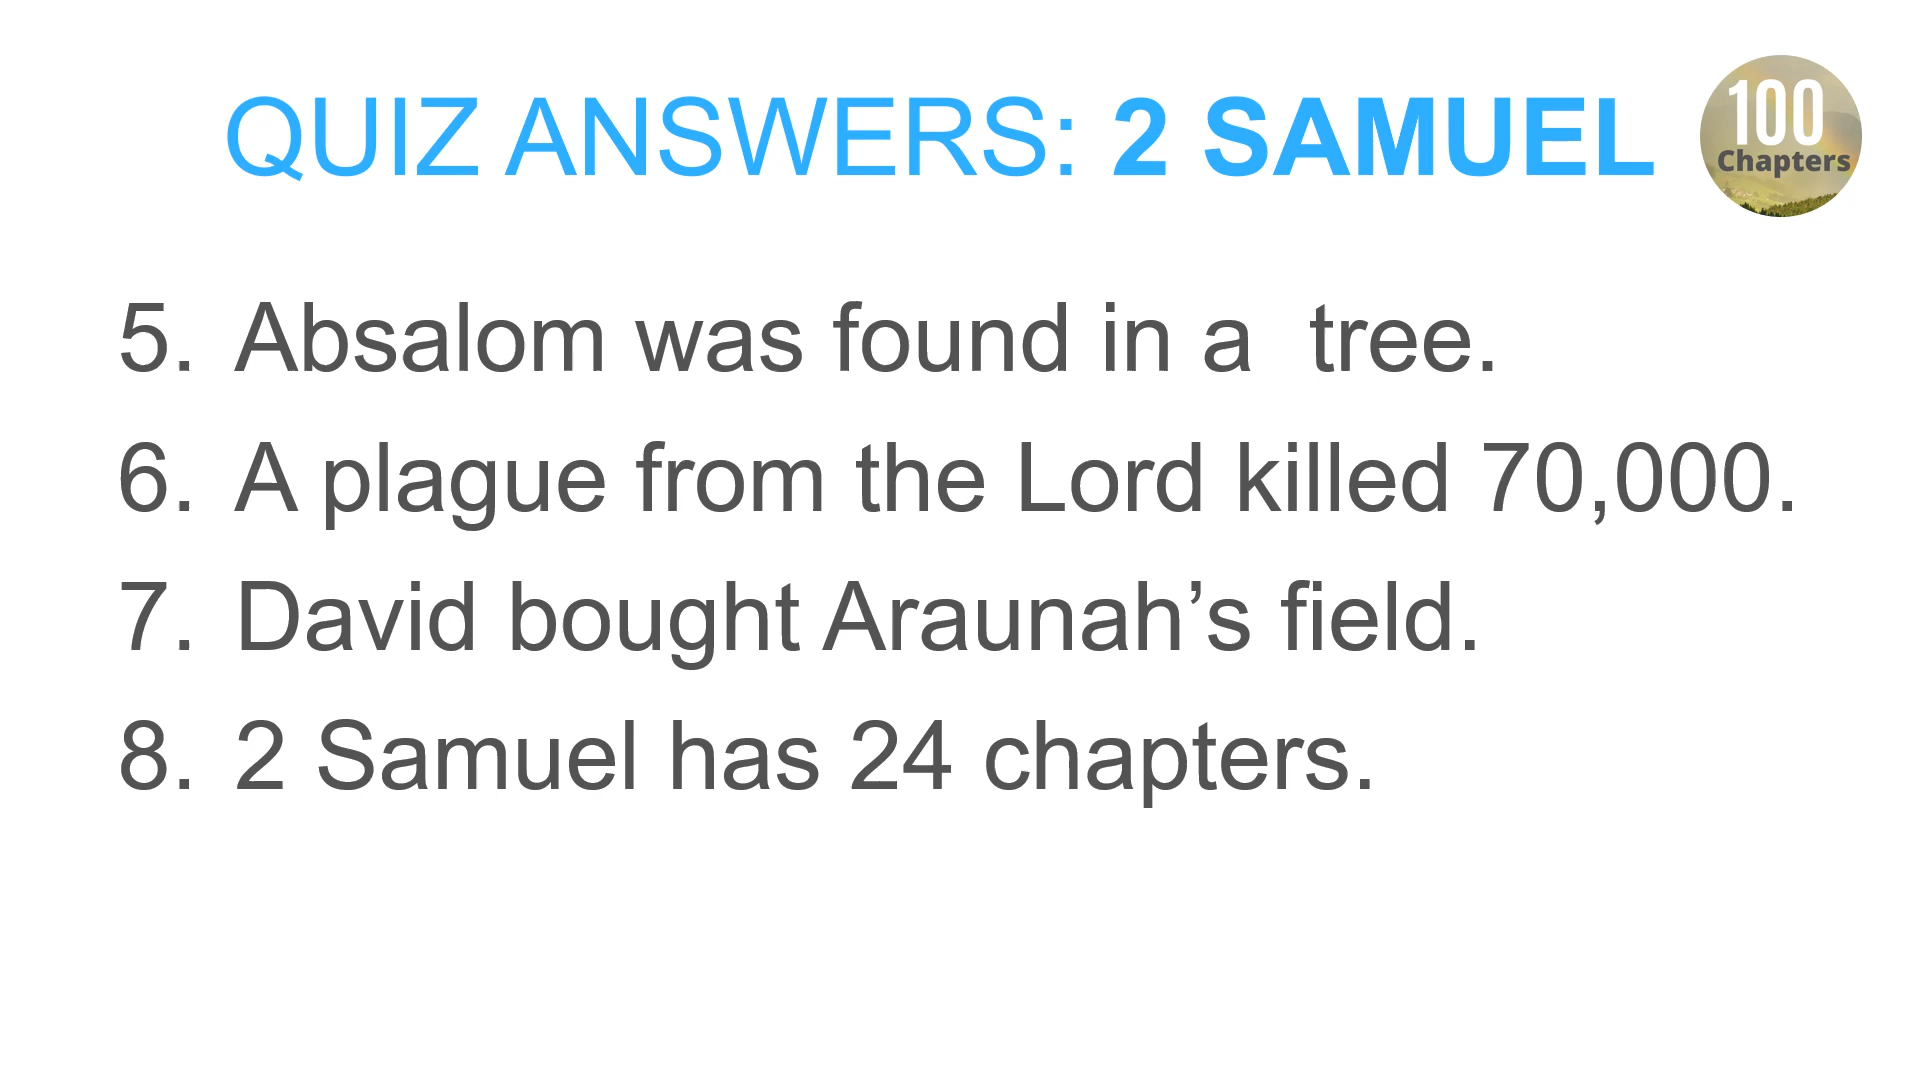 QUIZ ANSWERS: 2 SAMUEL
100
Chapters
5. Absalom was found in a  tree.
6. A plague from the Lord killed 70,000.
7. David bought Araunah’s field.
8. 2 Samuel has 24 chapters.